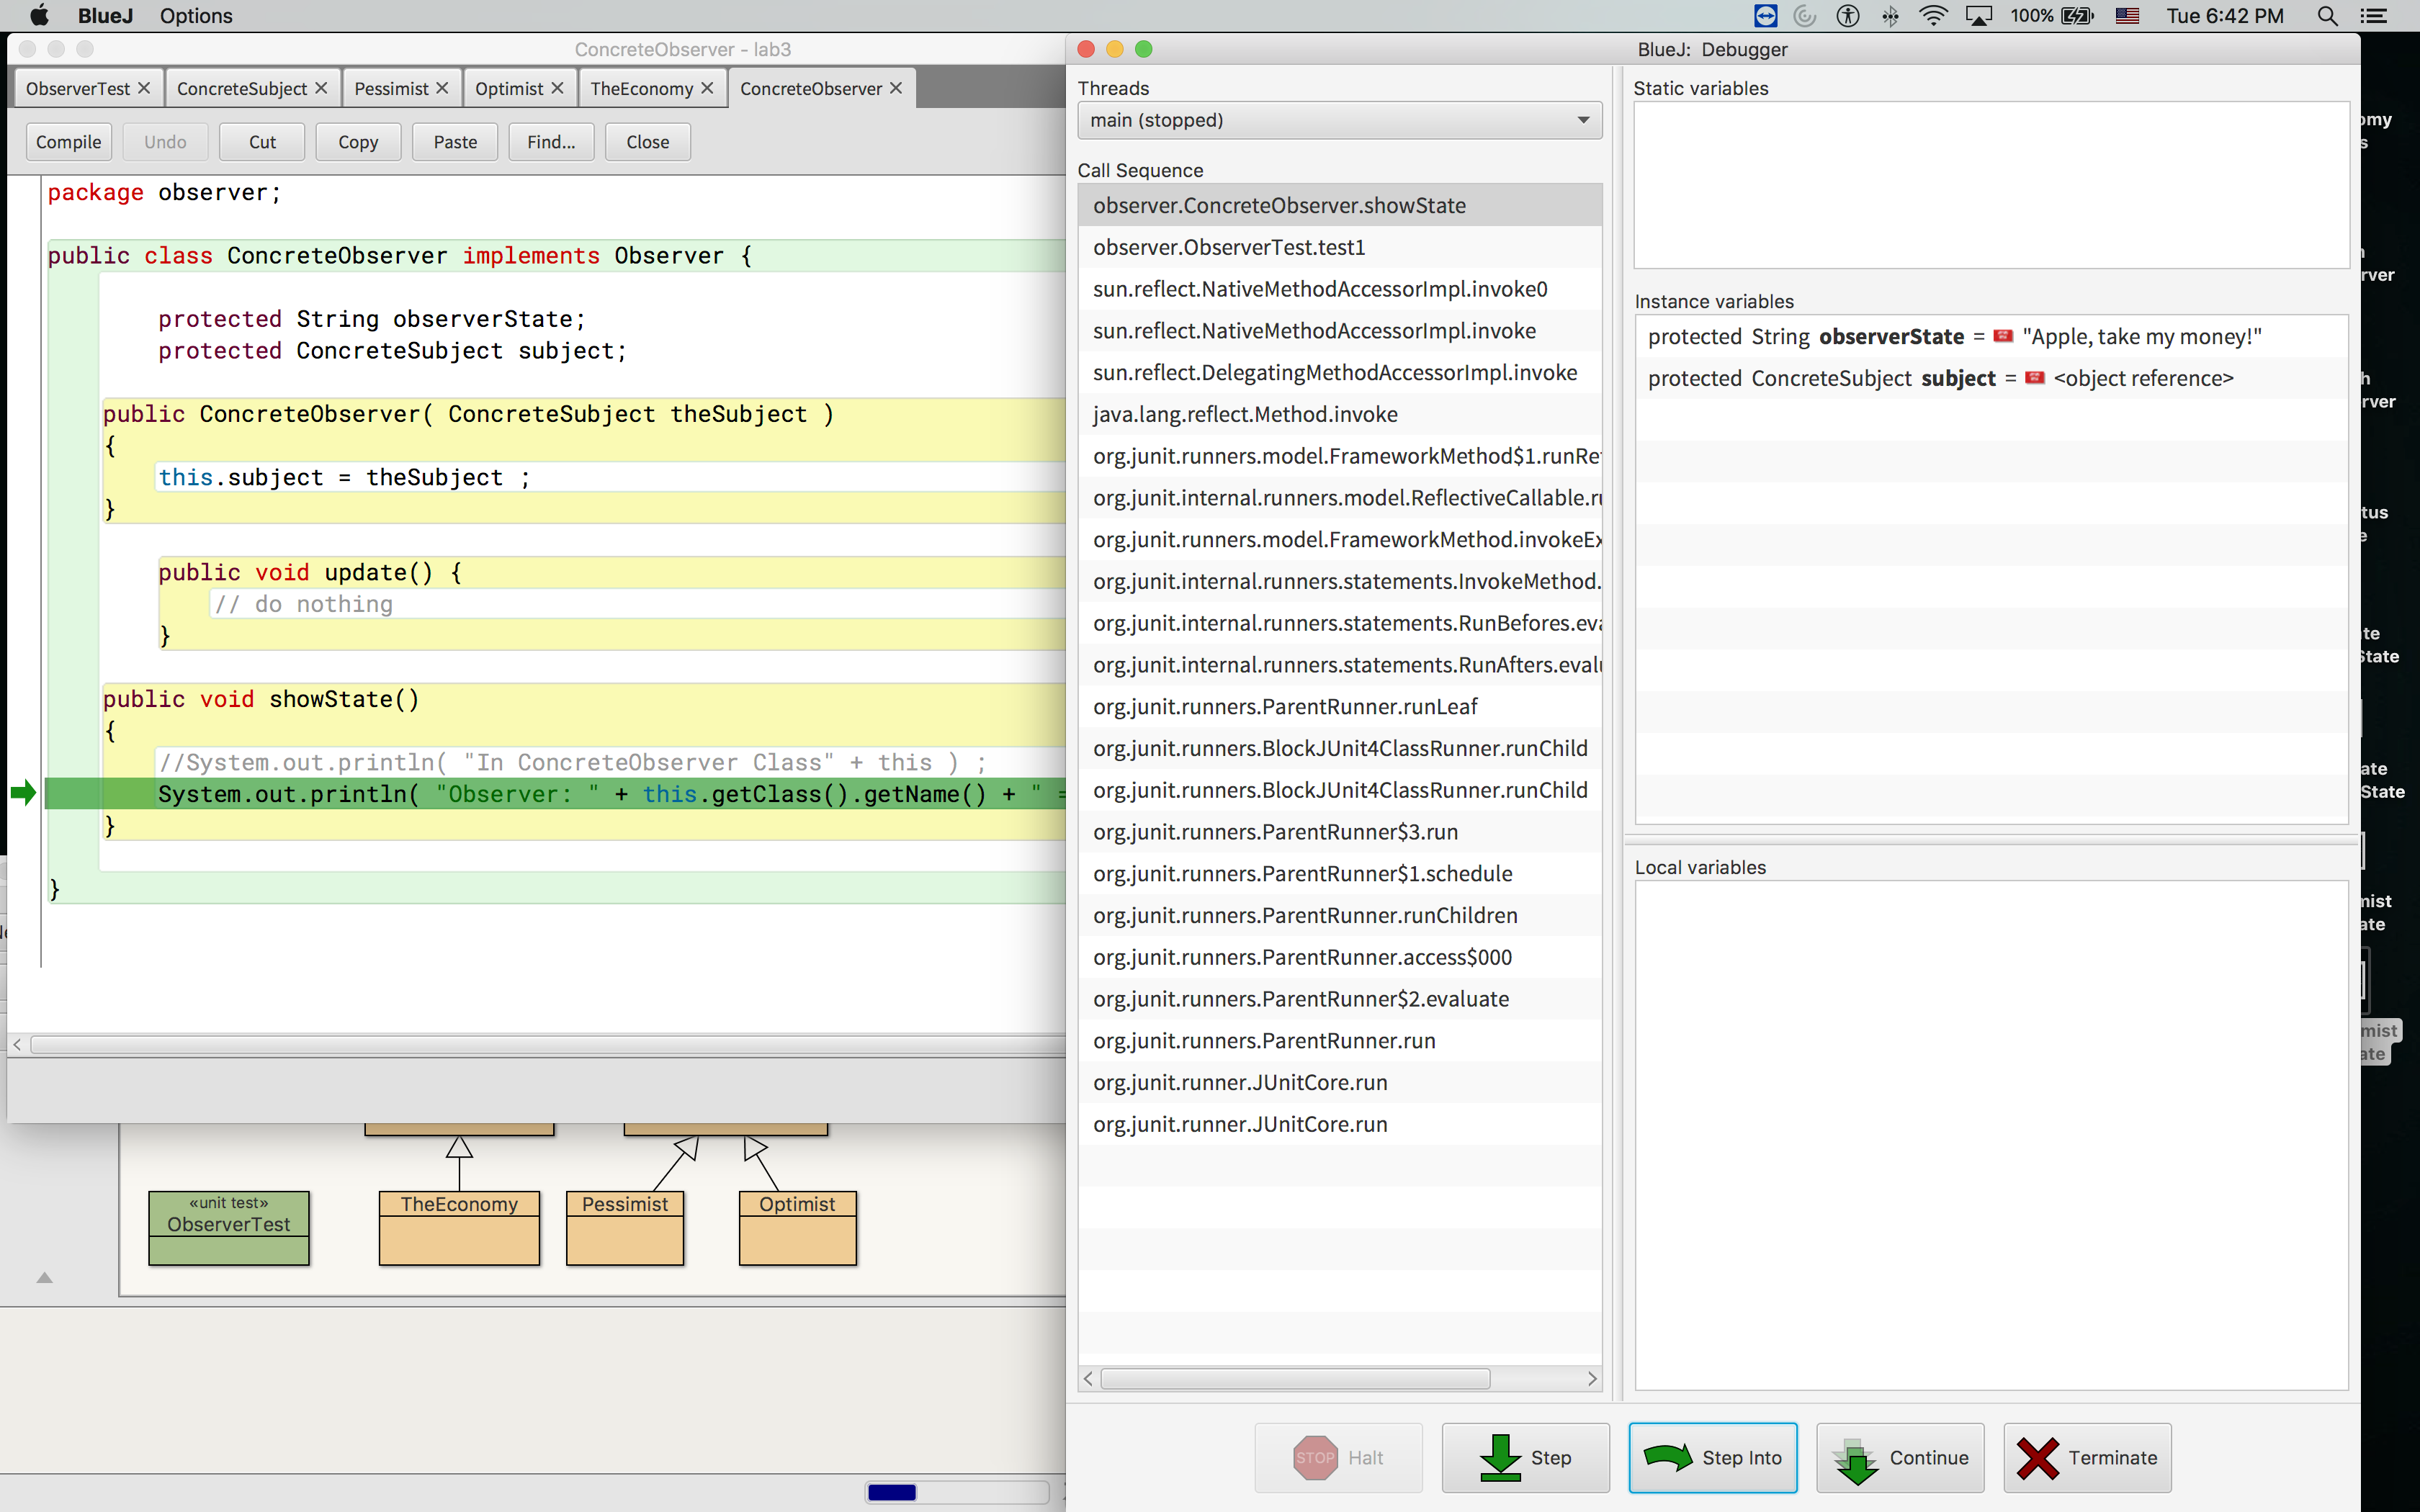 BlueJ Options 100% Tue 6:42 PM
ConcreteObserver - lab3
ObserverTest ConcreteSubject Pessimist Optimist TheEconomy ConcreteObserver
Compile Undo Cut Copy Paste Find... Close
package observer;
public class ConcreteObserver implements Observer {
protected String observerState;
protected ConcreteSubject subject;
public ConcreteObserver( ConcreteSubject theSubject )
{
this.subject = theSubject ;
}
public void update() {
// do nothing
}
public void showState()
{
//System.out.println( "In ConcreteObserver Class" + this ) ;
System.out.println( "Observer: " + this.getClass().getName() + " =
}
}
«unit test»
ObserverTest
TheEconomy
Pessimist
Optimist
BlueJ: Debugger
Threads
main (stopped)
Call Sequence
observer.ConcreteObserver.showState
observer.ObserverTest.test1
sun.reflect.NativeMethodAccessorImpl.invoke0
sun.reflect.NativeMethodAccessorImpl.invoke
sun.reflect.DelegatingMethodAccessorImpl.invoke
java.lang.reflect.Method.invoke
org.junit.runners.model.FrameworkMethod$1.runRe
org.junit.internal.runners.model.ReflectiveCallable.ru
org.junit.runners.model.FrameworkMethod.invokeEx
org.junit.internal.runners.statements.InvokeMethod.
org.junit.internal.runners.statements.RunBefores.eva
org.junit.internal.runners.statements.RunAfters.evalu
org.junit.runners.ParentRunner.runLeaf
org.junit.runners.BlockJUnit4ClassRunner.runChild
org.junit.runners.BlockJUnit4ClassRunner.runChild
org.junit.runners.ParentRunner$3.run
org.junit.runners.ParentRunner$1.schedule
org.junit.runners.ParentRunner.runChildren
org.junit.runners.ParentRunner.access$000
org.junit.runners.ParentRunner$2.evaluate
org.junit.runners.ParentRunner.run
org.junit.runner.JUnitCore.run
org.junit.runner.JUnitCore.run
Static variables
Instance variables
protected String observerState = "Apple, take my money!"
protected ConcreteSubject subject = <object reference>
Local variables
STOP Halt Step Step Into Continue Terminate
omy
s
rver
h
rver
tus
e
te
State
ate
State
mist
ate
mist
ate